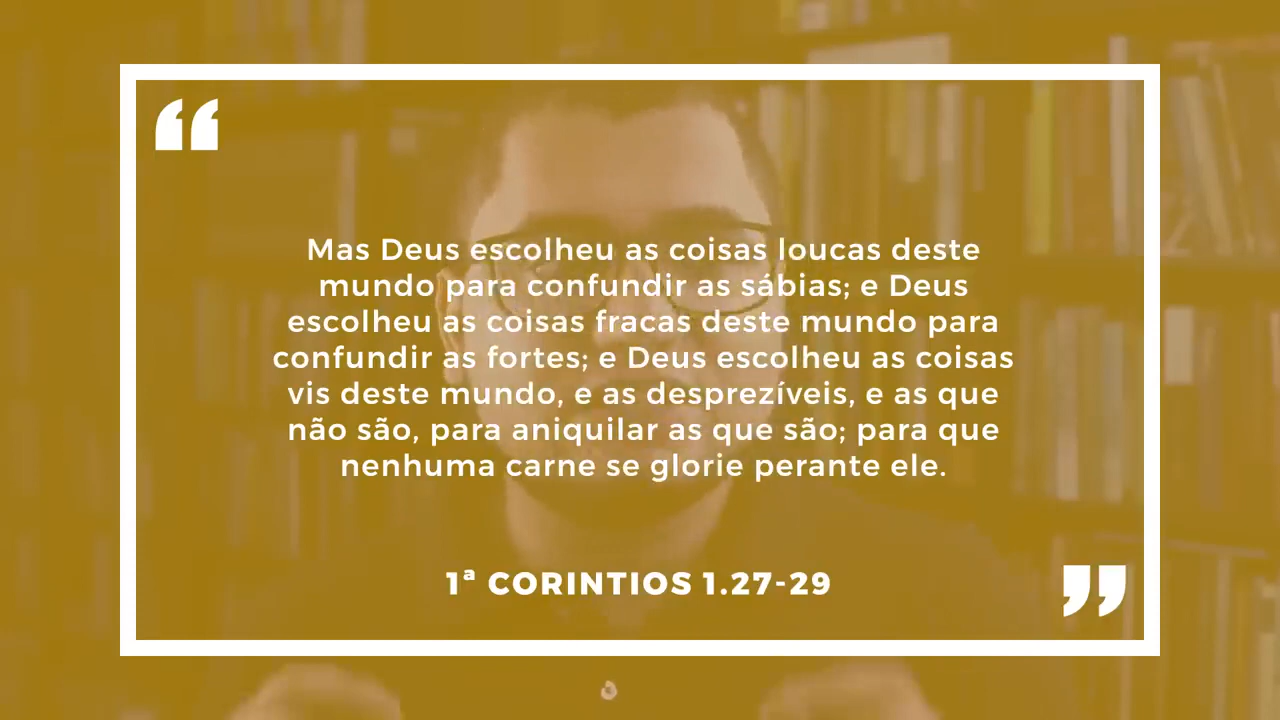 “
Mas Deus escolheu as coisas loucas deste
mundo para confundir as sábias; e Deus
escolheu as coisas fracas deste mundo para
confundir as fortes; e Deus escolheu as coisas
vis deste mundo, e as desprezíveis, e as que
não são, para aniquilar as que são; para que
nenhuma carne se glorie perante ele.
1ª CORINTIOS 1.27-29
”